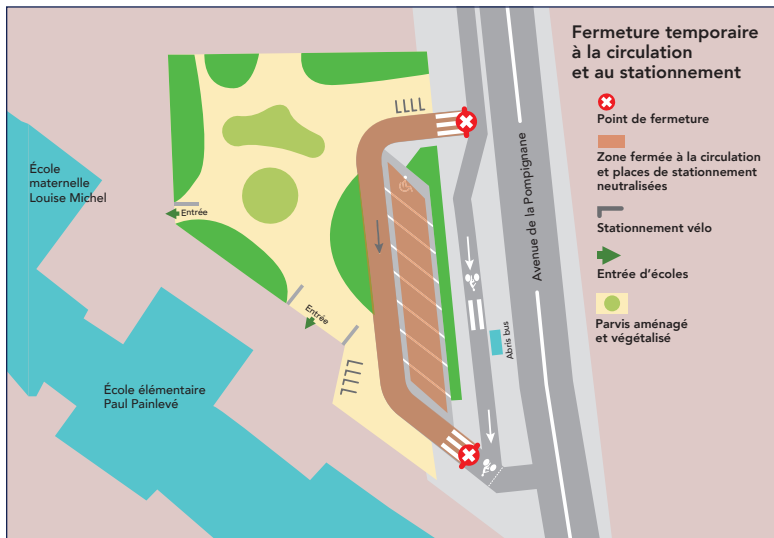 Fermeture temporaire
à la circulation
et au stationnement
Point de fermeture
Zone fermée à la circulation
et places de stationnement
neutralisées
Stationnement vélo
Entrée d'écoles
Parvis aménagé
et végétalisé
École
maternelle
Louise Michel
Entrée
Entrée
École élémentaire
Paul Painlevé
Avenue de la Pompignane
Abris bus